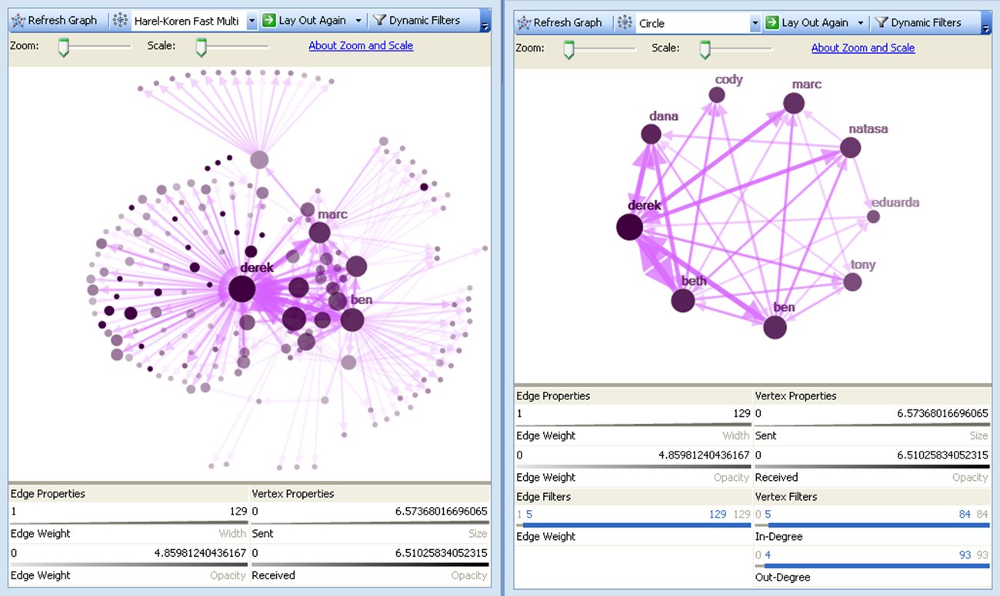 Refresh Graph Harel-Koren Fast Multi Lay Out Again Dynamic Filters
Zoom: Scale: About Zoom and Scale
marc
derek
ben
Edge Properties Vertex Properties
1 129 0 6.57368016696065
Edge Weight Width Sent Size
0 4.85981240436167 0 6.51025834052315
Edge Weight Opacity Received Opacity
Refresh Graph Circle Lay Out Again Dynamic Filters
Zoom: Scale: About Zoom and Scale
cody
marc
dana
natasa
derek
eduarda
tony
beth
ben
Edge Properties Vertex Properties
1 129 0 6.57368016696065
Edge Weight Width Sent Size
0 4.85981240436167 0 6.51025834052315
Edge Weight Opacity Received Opacity
Edge Filters Vertex Filters
1 5 129 129 0 5 84 84
Edge Weight In-Degree
0 4 93 93
Out-Degree